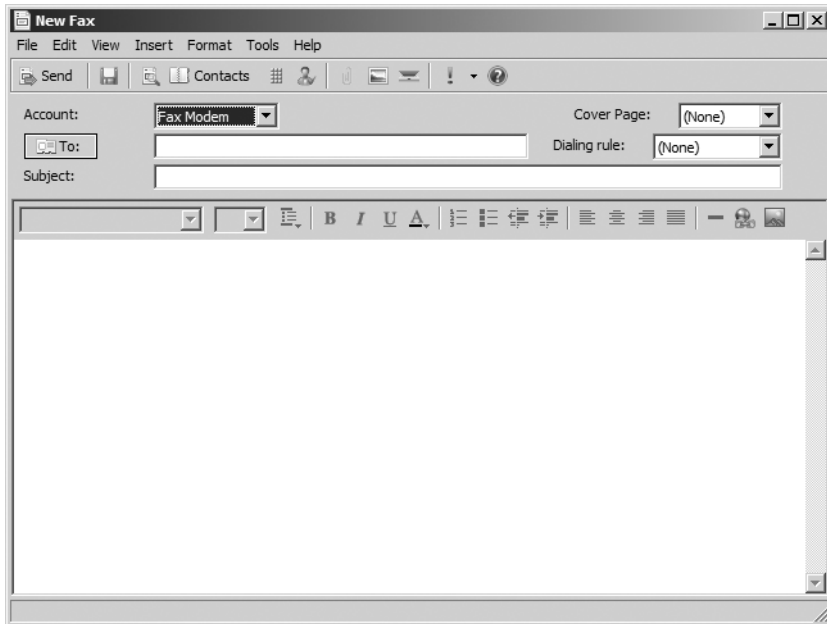 New Fax
File Edit View Insert Format Tools Help
Send Contacts
Account: Fax Modem Cover Page: (None)
To: Dialing rule: (None)
Subject:
B I U A